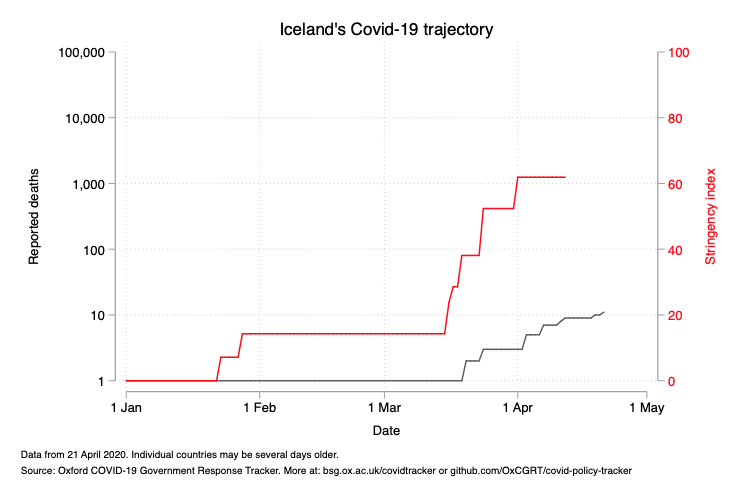 Iceland's Covid-19 trajectory
100,000
10,000
1,000
100
10
1
Reported deaths
100
80
60
40
20
0
Stringency index
1 Jan
1 Feb
1 Mar
1 Apr
1 May
Date
Data from 21 April 2020. Individual countries may be several days older.
Source: Oxford COVID-19 Government Response Tracker. More at: bsg.ox.ac.uk/covidtracker or github.com/OxCGRT/covid-policy-tracker